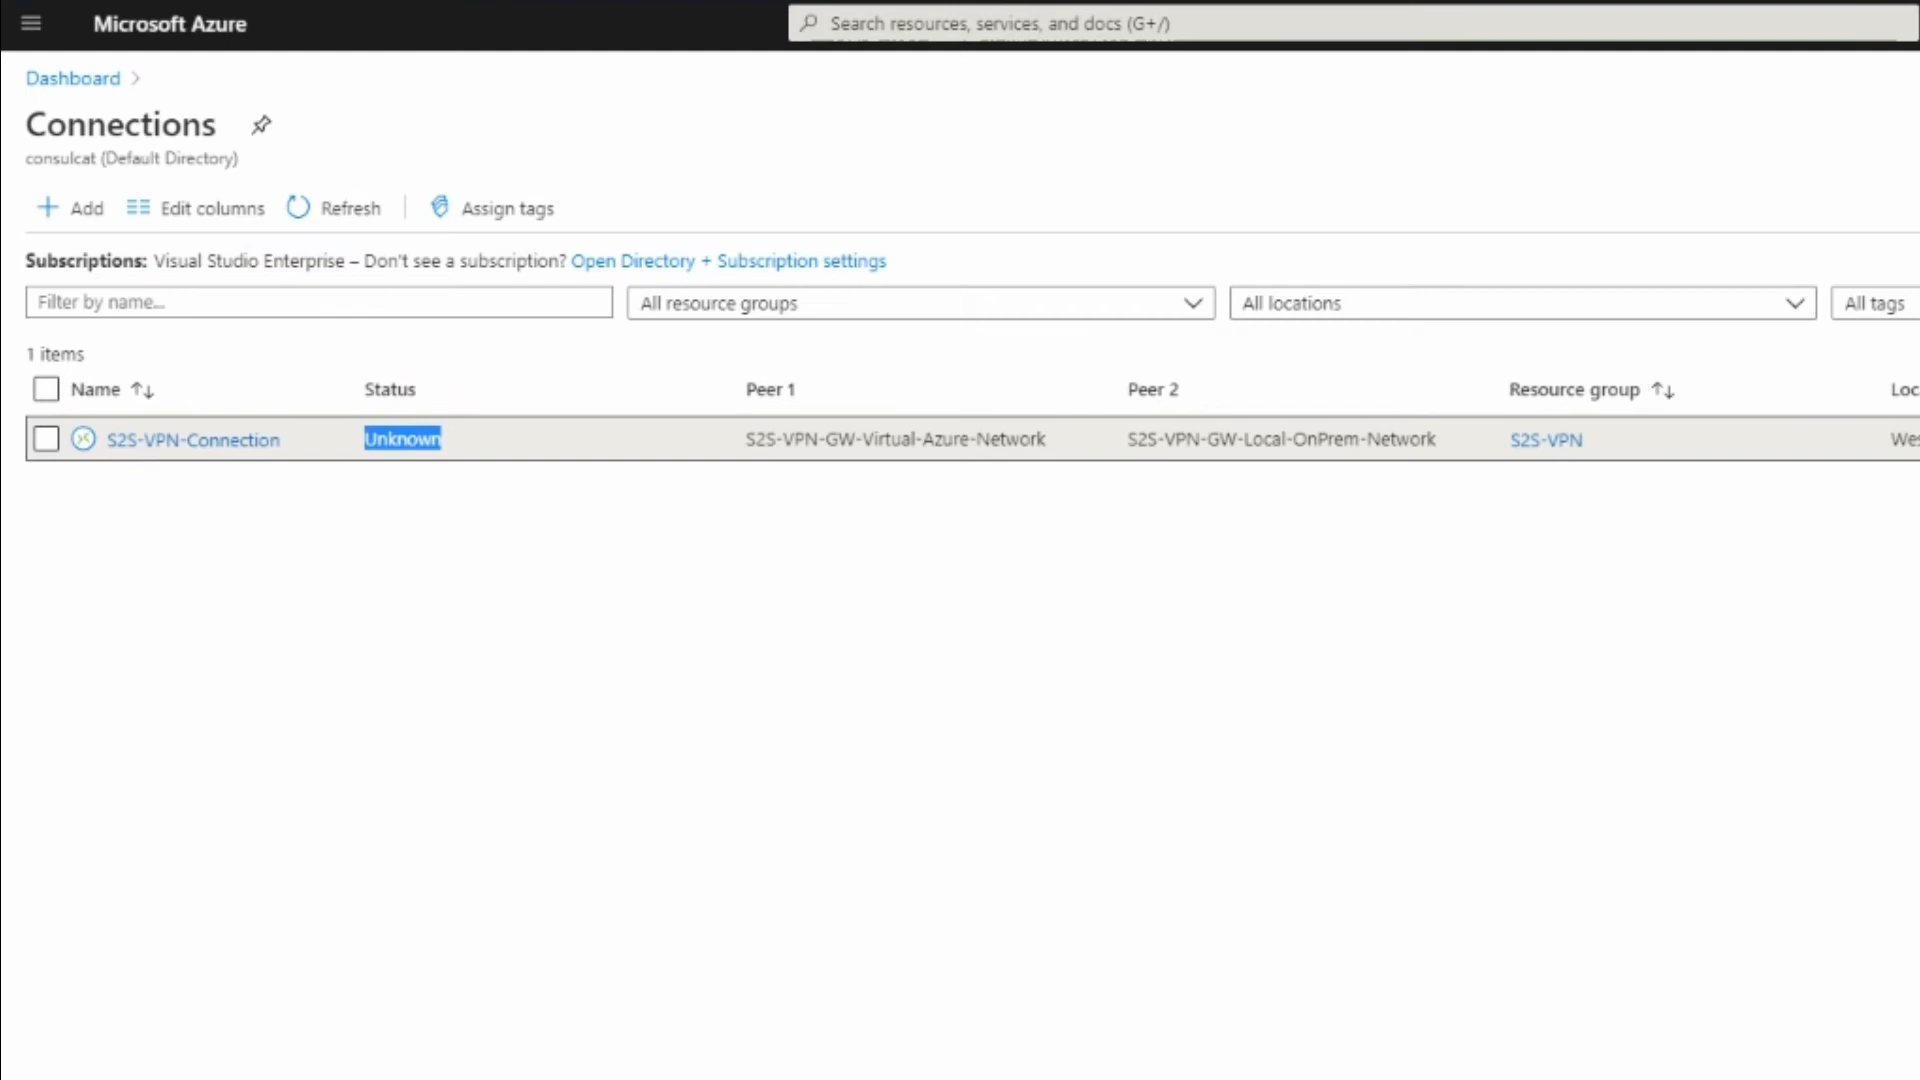 Microsoft Azure
Search resources, services, and docs (G+/)
Dashboard
Connections
consulcat (Default Directory)
Add Edit columns Refresh Assign tags
Subscriptions: Visual Studio Enterprise – Don't see a subscription? Open Directory + Subscription settings
Filter by name... All resource groups All locations All tags
1 items
Name Status Peer 1 Peer 2 Resource group Loc
S2S-VPN-Connection Unknown S2S-VPN-GW-Virtual-Azure-Network S2S-VPN-GW-Local-OnPrem-Network S2S-VPN Wes